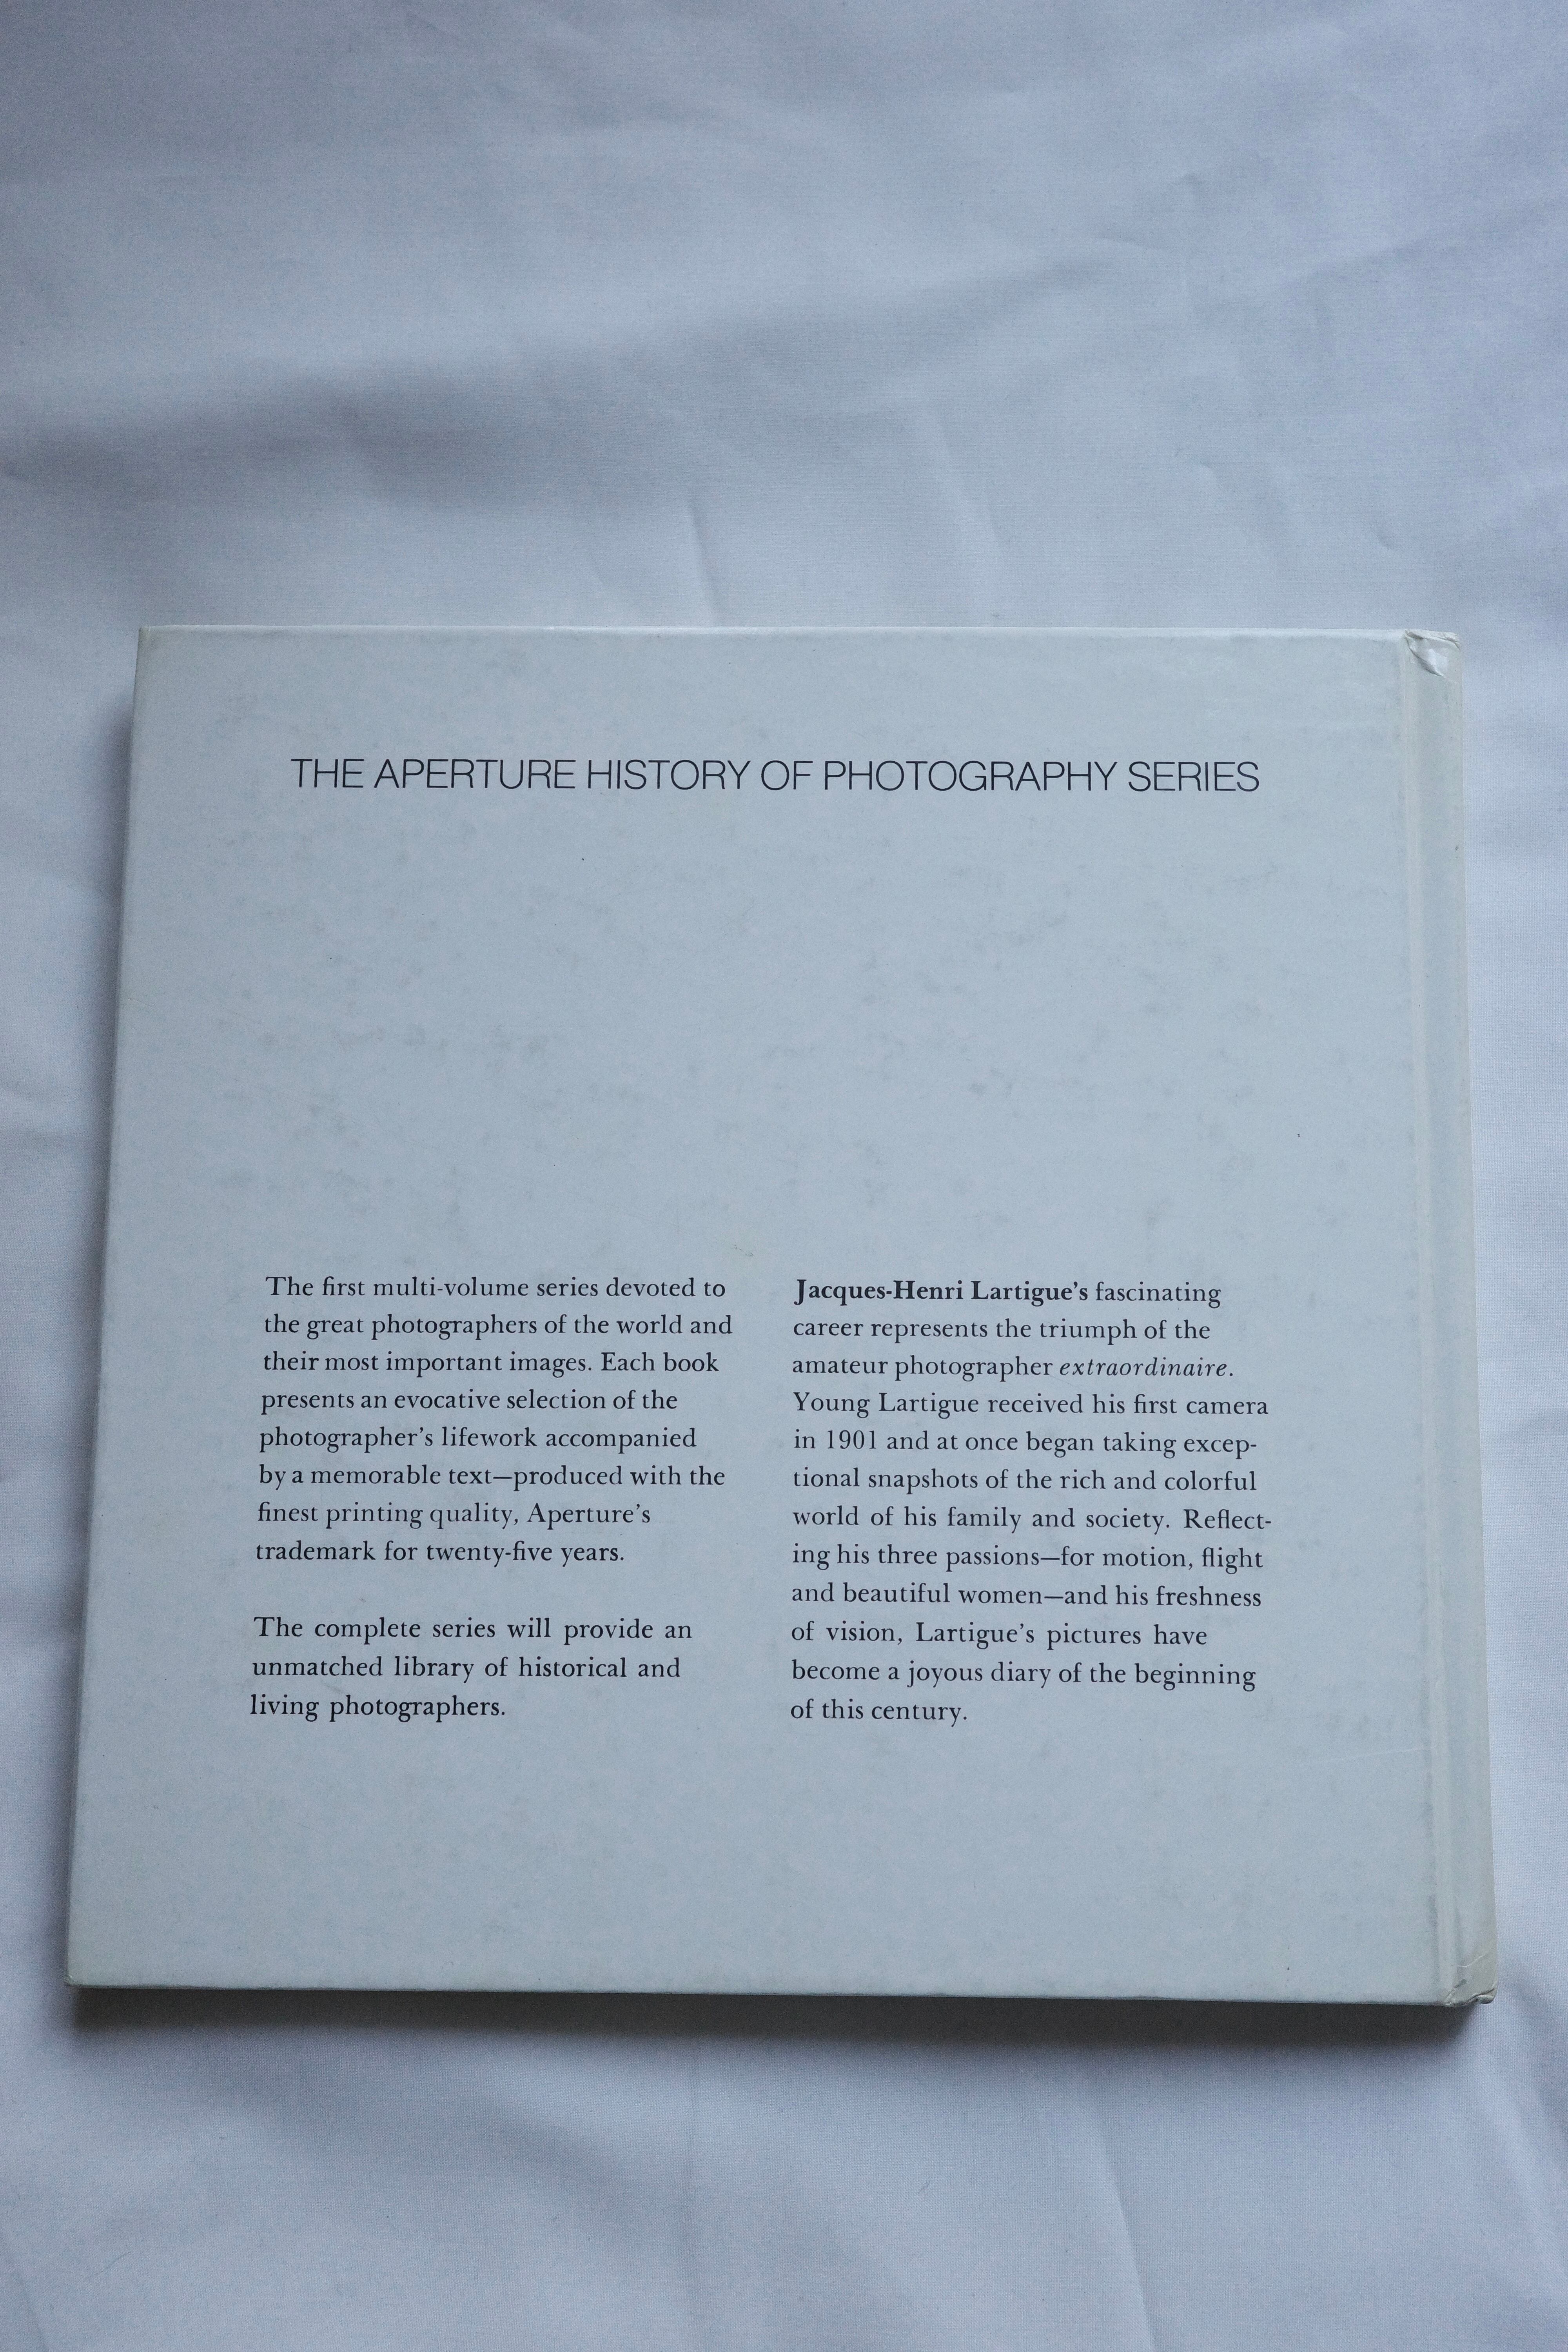 THE APERTURE HISTORY OF PHOTOGRAPHY SERIES
The first multi-volume series devoted to
the great photographers of the world and
their most important images. Each book
presents an evocative selection of the
photographer's lifework accompanied
by a memorable text—produced with the
finest printing quality, Aperture's
trademark for twenty-five years.
The complete series will provide an
unmatched library of historical and
living photographers.
Jacques-Henri Lartigue's fascinating
career represents the triumph of the
amateur photographer extraordinaire.
Young Lartigue received his first camera
in 1901 and at once began taking excep-
tional snapshots of the rich and colorful
world of his family and society. Reflect-
ing his three passions—for motion, flight
and beautiful women—and his freshness
of vision, Lartigue's pictures have
become a joyous diary of the beginning
of this century.